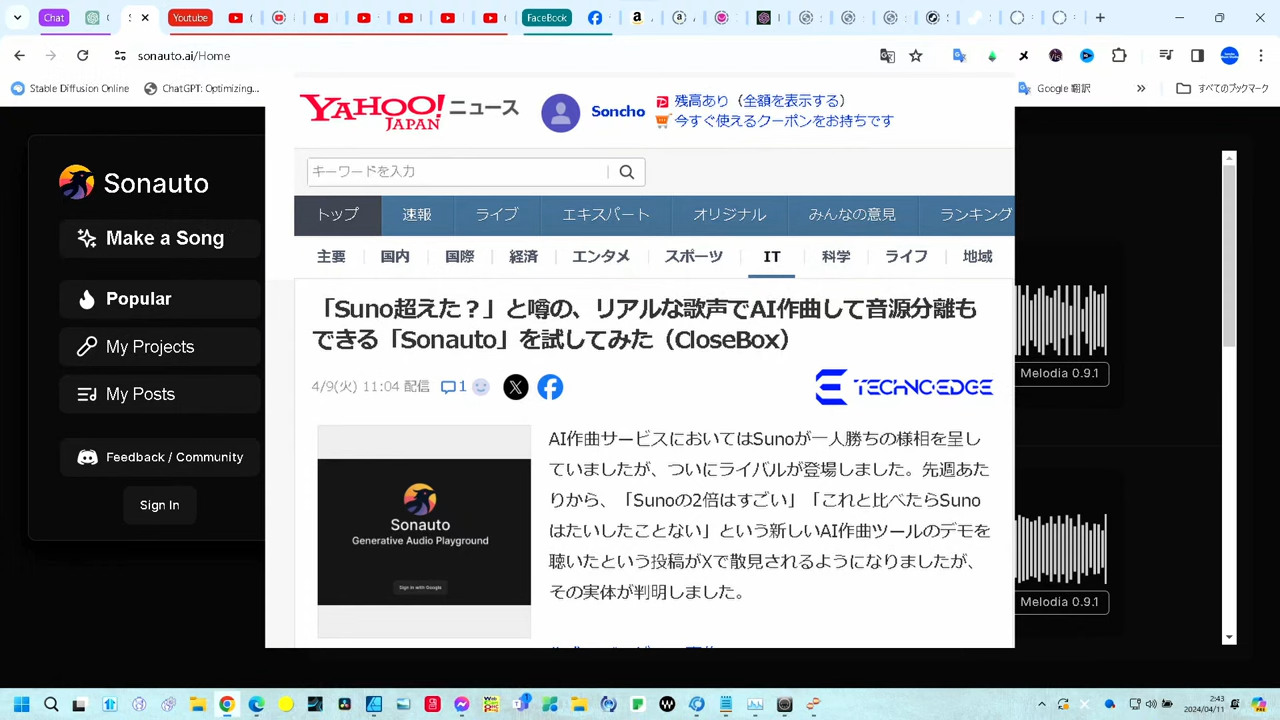 Chat
Youtube
FaceBook
sonauto.ai/Home
Stable Diffusion Online
ChatGPT: Optimizing...
Google 翻訳
すべてのブックマーク
YAHOO! JAPAN ニュース
Soncho
残高あり（全額を表示する）
今すぐ使えるクーポンをお持ちです
キーワードを入力
トップ 速報 ライブ エキスパート オリジナル みんなの意見 ランキング
主要 国内 国際 経済 エンタメ スポーツ IT 科学 ライフ 地域
「Suno超えた？」と噂の、リアルな歌声でAI作曲して音源分離も
できる「Sonauto」を試してみた（CloseBox）
4/9(火) 11:04 配信
1
TECHNOEDGE
Sonauto
Generative Audio Playground
Sign in with Google
AI作曲サービスにおいてはSunoが一人勝ちの様相を呈し
ていましたが、ついにライバルが登場しました。先週あた
りから、「Sunoの2倍はすごい」「これと比べたらSuno
はたいしたことない」という新しいAI作曲ツールのデモを
聴いたという投稿がXで散見されるようになりましたが、
その実体が判明しました。
Sonauto
Make a Song
Popular
My Projects
My Posts
Feedback / Community
Sign In
Melodia 0.9.1
Melodia 0.9.1
2:43
2024/04/11